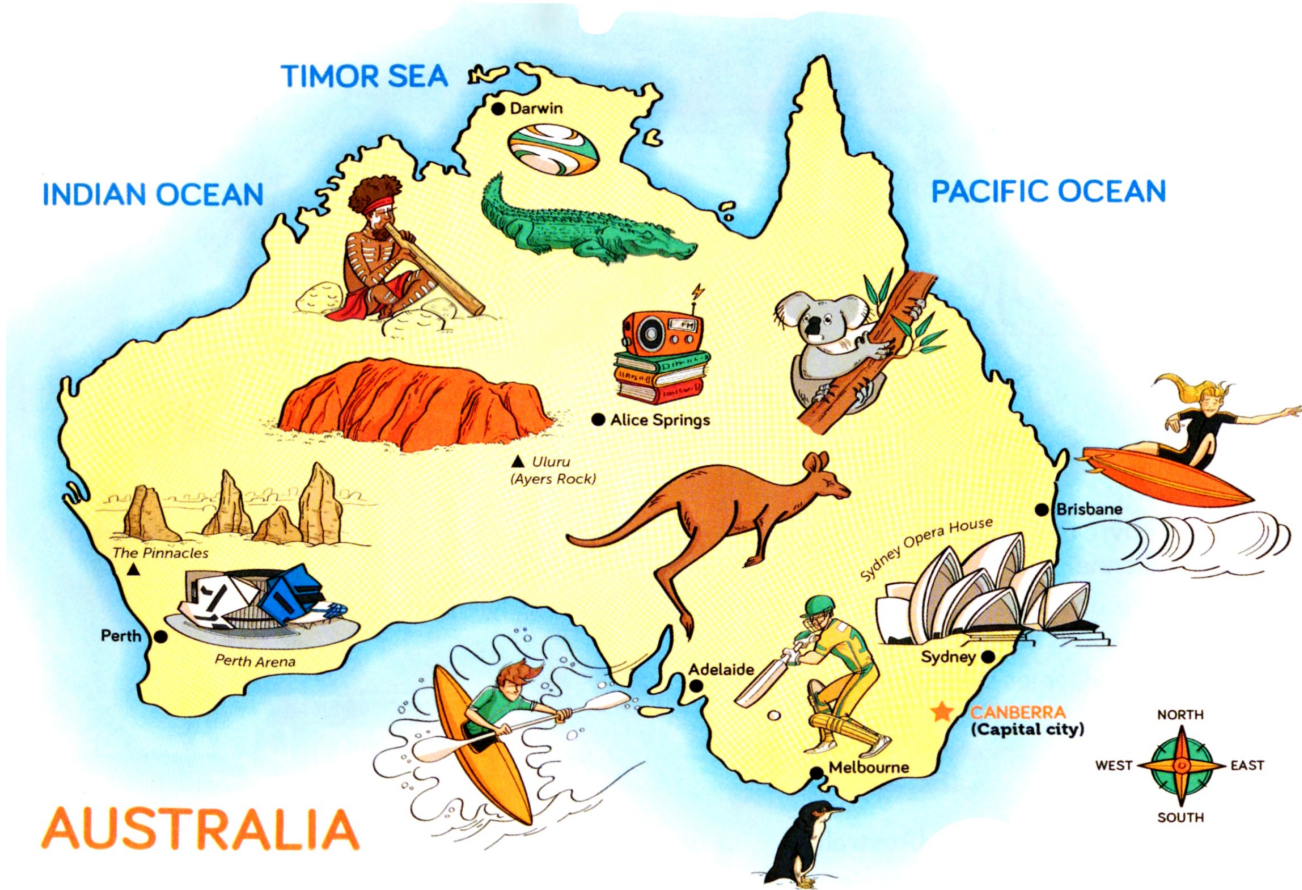 TIMOR SEA
Darwin
INDIAN OCEAN
PACIFIC OCEAN
Alice Springs
Uluru
(Ayers Rock)
Brisbane
Sydney Opera House
The Pinnacles
Perth
Perth Arena
Adelaide
Sydney
CANBERRA
(Capital city)
Melbourne
NORTH
WEST
EAST
SOUTH
AUSTRALIA